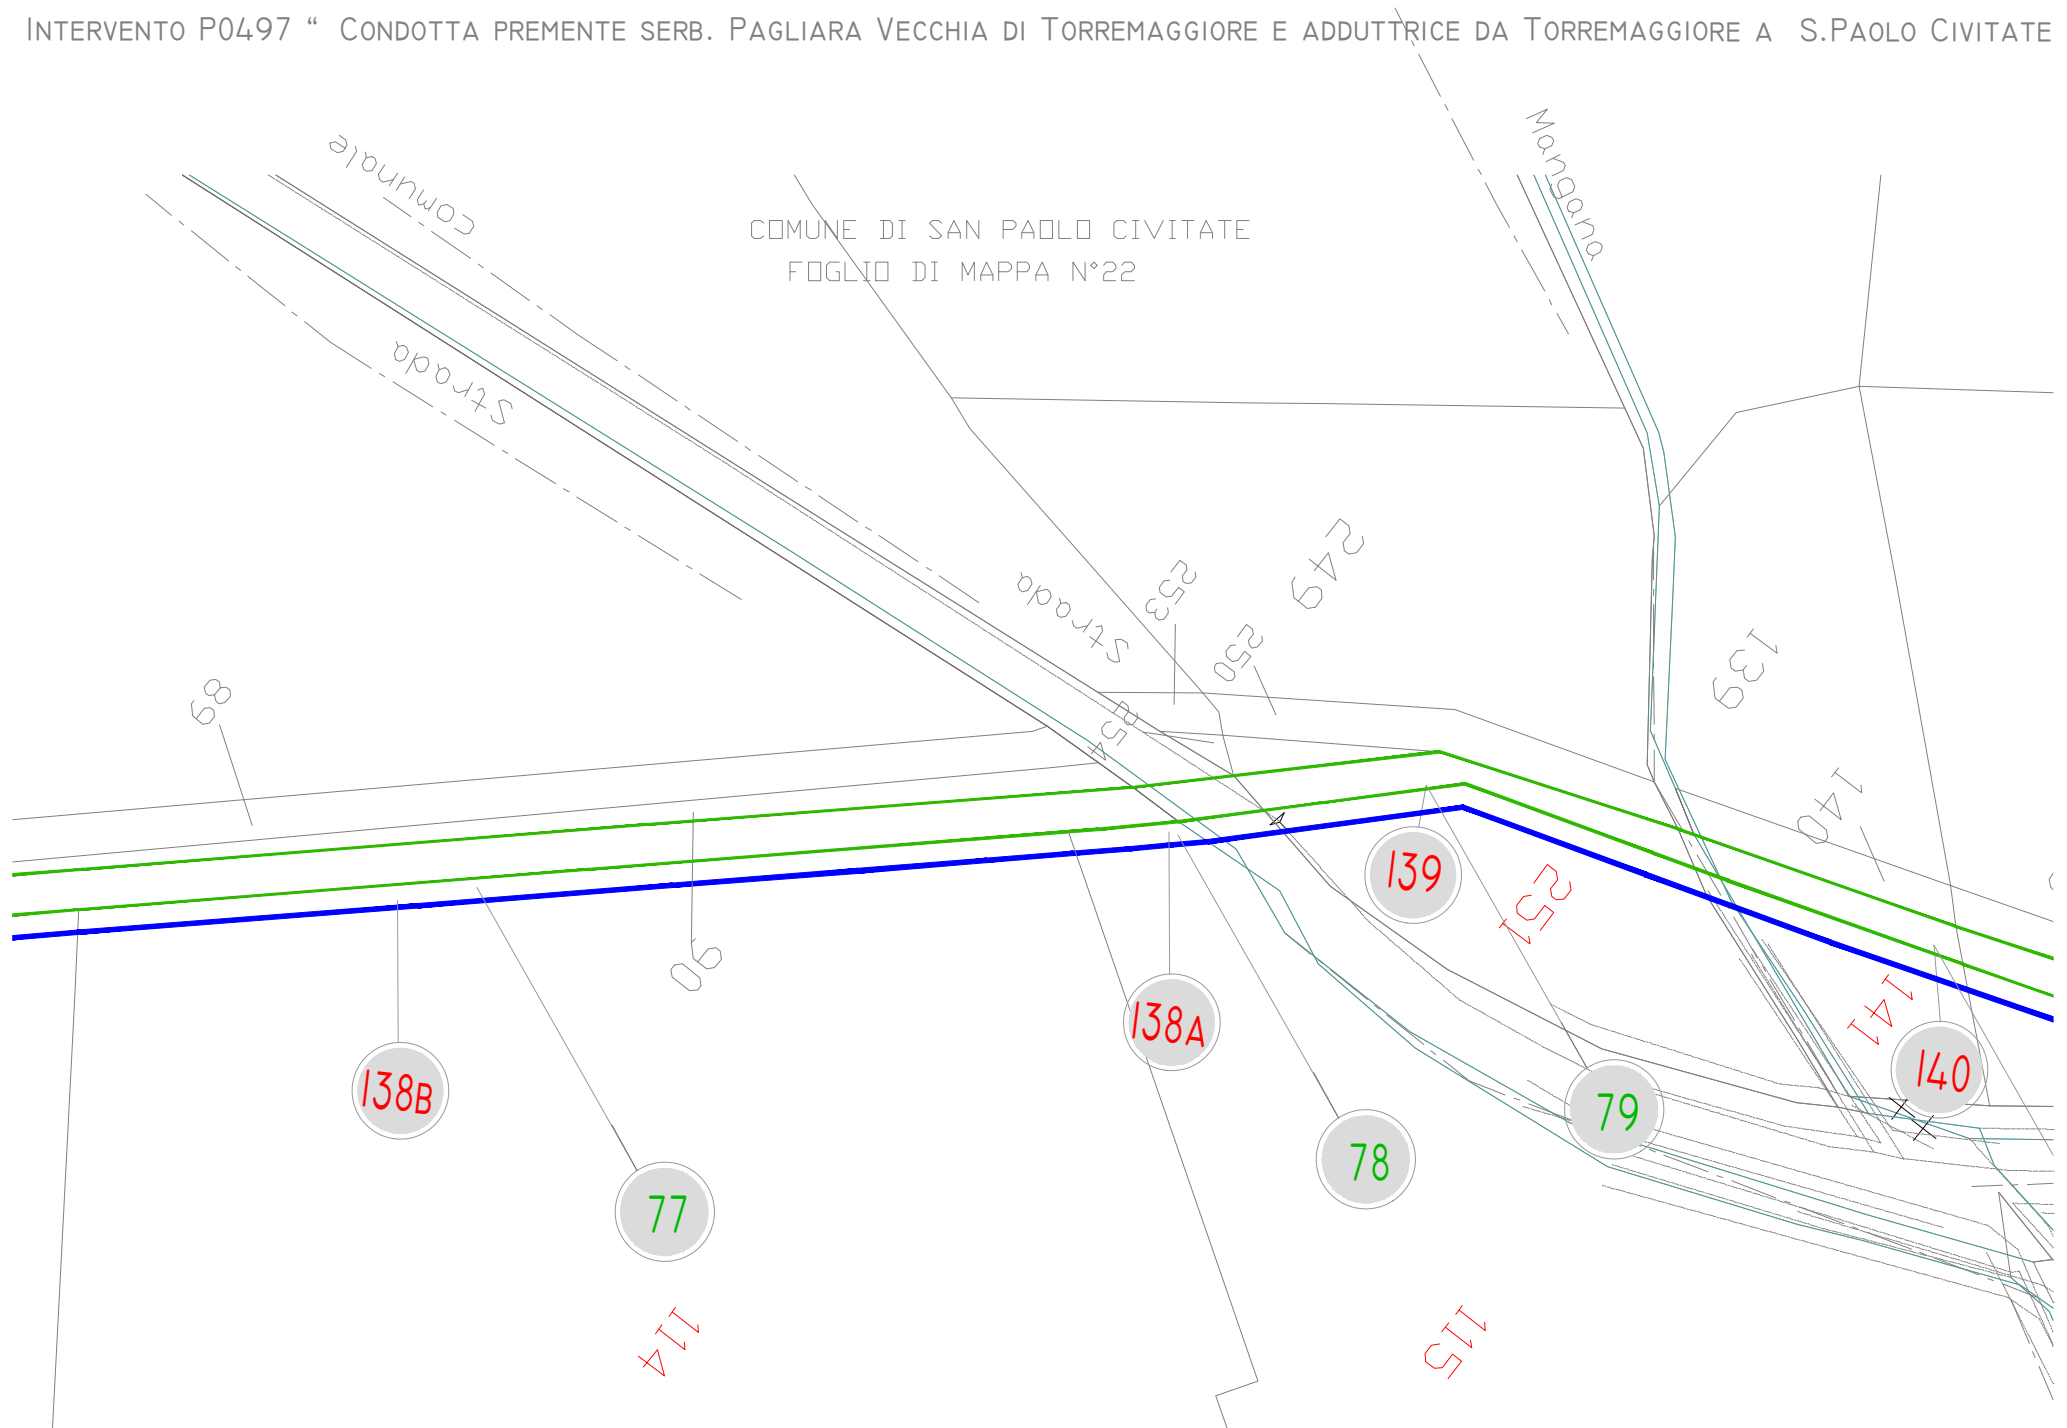 INTERVENTO P0497 “ CONDOTTA PREMENTE SERB. PAGLIARA VECCHIA DI TORREMAGGIORE E ADDUTTRICE DA TORREMAGGIORE A S.PAOLO CIVITATE
Mangana
Comunale
COMUNE DI SAN PAOLO CIVITATE
FOGLIO DI MAPPA N°22
Strada
249
253
Strada
250
139
89
254
140
139
251
90
141
138A
140
138B
79
78
77
114
115